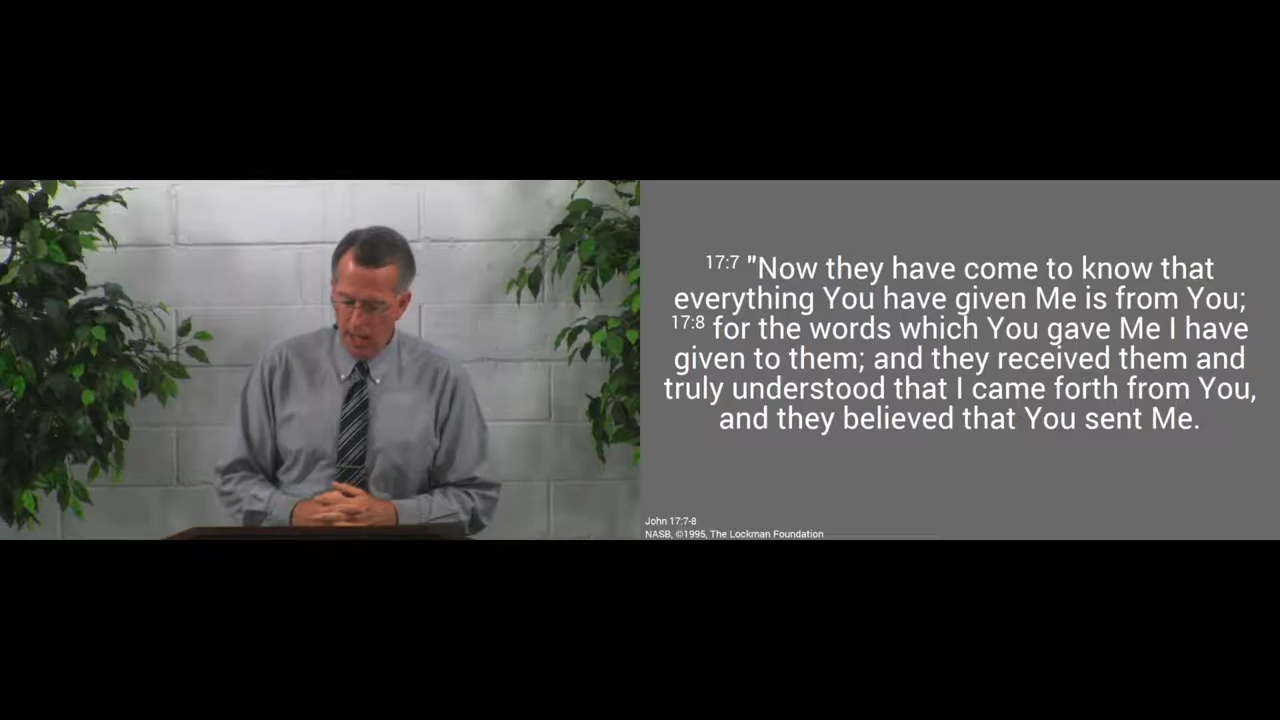 17:7 "Now they have come to know that
everything You have given Me is from You;
17:8 for the words which You gave Me I have
given to them; and they received them and
truly understood that I came forth from You,
and they believed that You sent Me.
John 17:7-8
NASB, ©1995, The Lockman Foundation